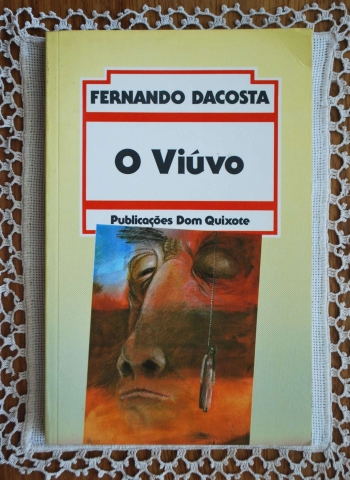 FERNANDO DACOSTA
O Viúvo
Publicações Dom Quixote